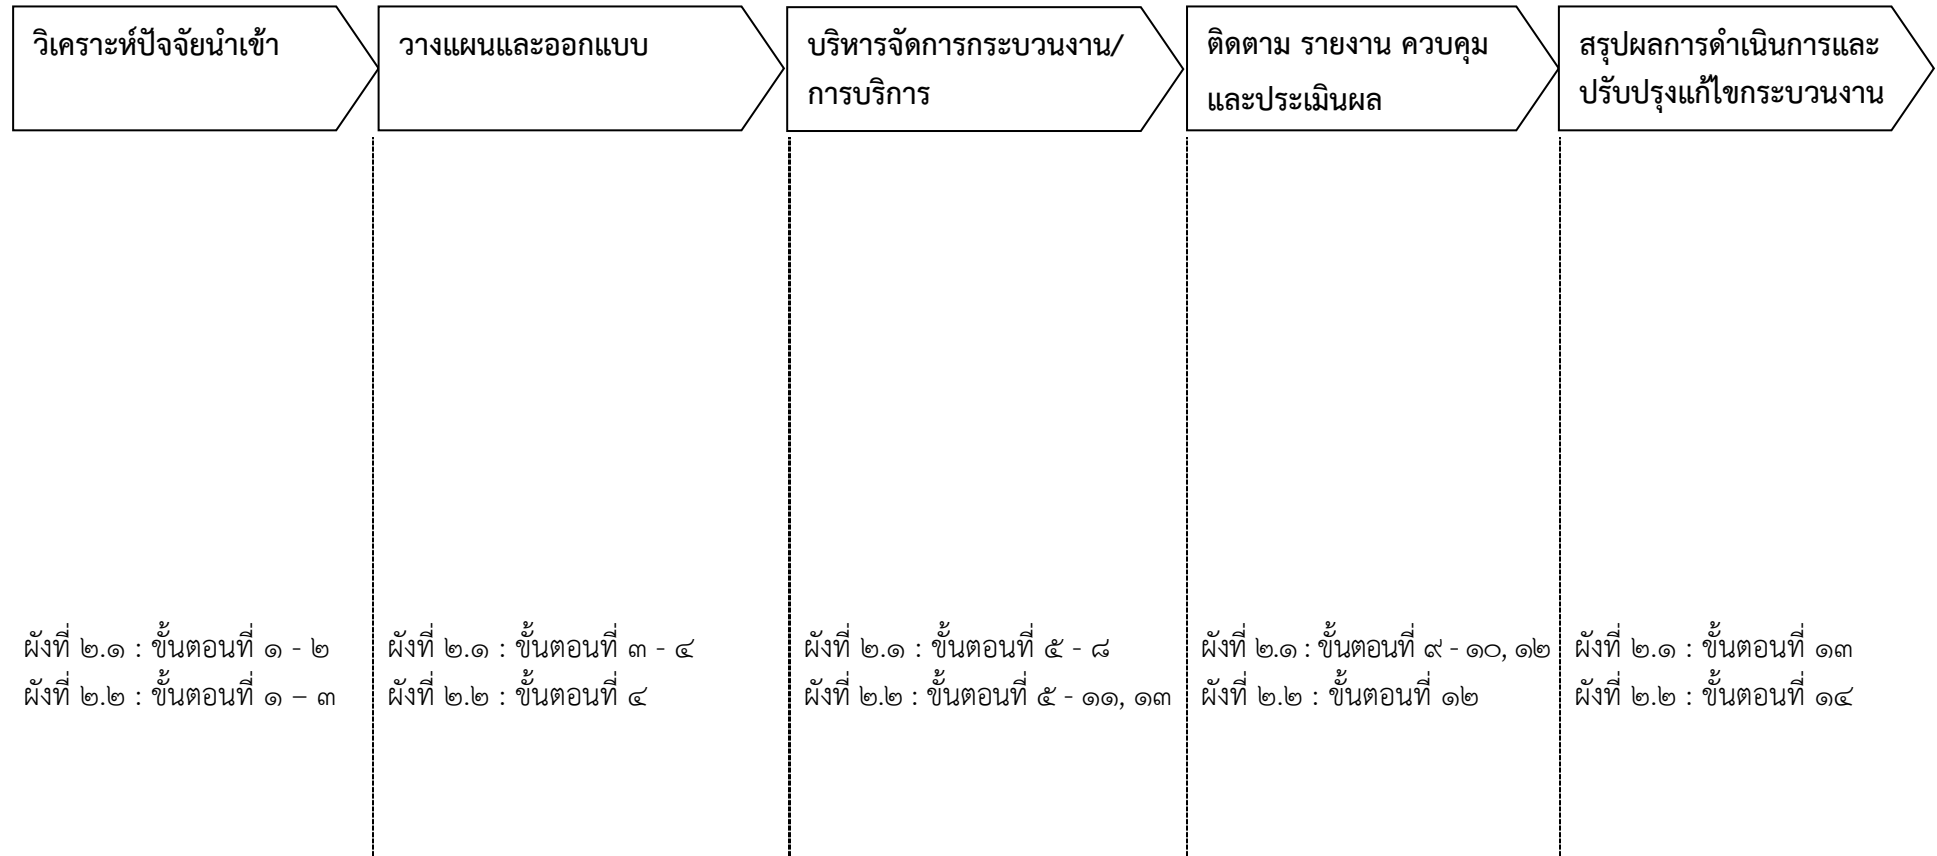 วิเคราะห์ปัจจัยนำเข้า
วางแผนและออกแบบ
บริหารจัดการกระบวนงาน/
การบริการ
ติดตาม รายงาน ควบคุม
และประเมินผล
สรุปผลการดำเนินการและ
ปรับปรุงแก้ไขกระบวนงาน
ผังที่ ๒.๑ : ขั้นตอนที่ ๑ - ๒
ผังที่ ๒.๒ : ขั้นตอนที่ ๑ – ๓
ผังที่ ๒.๑ : ขั้นตอนที่ ๓ - ๔
ผังที่ ๒.๒ : ขั้นตอนที่ ๔
ผังที่ ๒.๑ : ขั้นตอนที่ ๕ - ๘
ผังที่ ๒.๒ : ขั้นตอนที่ ๕ - ๑๑, ๑๓
ผังที่ ๒.๑ : ขั้นตอนที่ ๙ - ๑๐, ๑๒
ผังที่ ๒.๒ : ขั้นตอนที่ ๑๒
ผังที่ ๒.๑ : ขั้นตอนที่ ๑๓
ผังที่ ๒.๒ : ขั้นตอนที่ ๑๔